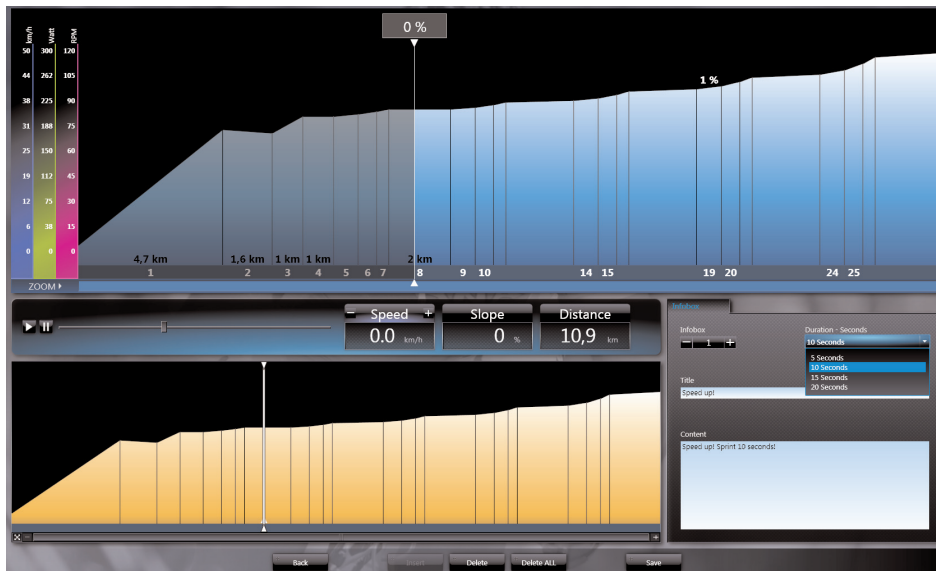 0 %
km/h Watt RPM
50 300 120
44 262 105
38 225 90
31 188 75
25 150 60
19 112 45
12 75 30
6 38 15
0 0 0
1 %
4,7 km 1,6 km 1 km 1 km 2 km
1 2 3 4 5 6 7 8 9 10 14 15 19 20 24 25
ZOOM
Speed Slope Distance
0.0 km/h 0 % 10,9 km
Infobox
Infobox Duration - Seconds
1 10 Seconds
5 Seconds
10 Seconds
15 Seconds
20 Seconds
Title
Speed up!
Content
Speed up! Sprint 10 seconds!
Back Insert Delete Delete ALL Save